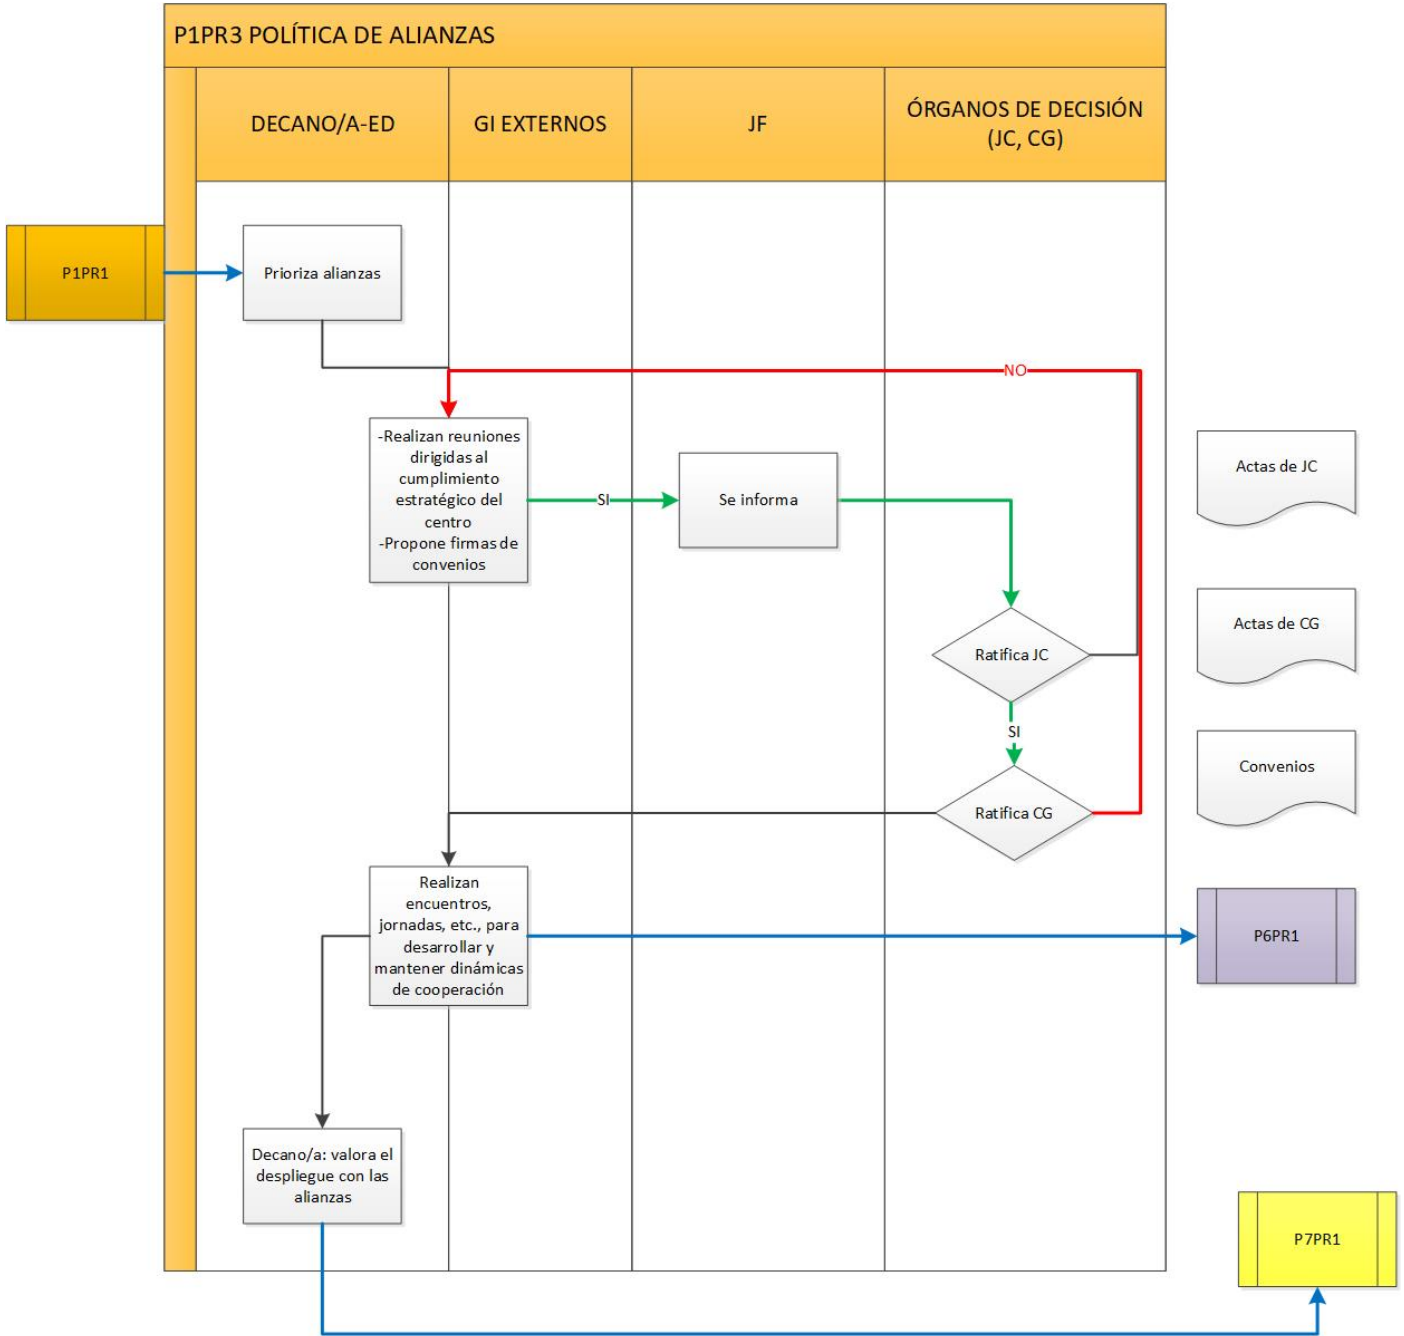 P1PR3 POLÍTICA DE ALIANZAS
DECANO/A-ED
GI EXTERNOS
JF
ÓRGANOS DE DECISIÓN
(JC, CG)
P1PR1
Prioriza alianzas
NO
-Realizan reuniones
dirigidas al
cumplimiento
estratégico del
centro
-Propone firmas de
convenios
SI
Se informa
Actas de JC
Ratifica JC
Actas de CG
SI
Ratifica CG
Convenios
Realizan
encuentros,
jornadas, etc., para
desarrollar y
mantener dinámicas
de cooperación
P6PR1
Decano/a: valora el
despliegue con las
alianzas
P7PR1